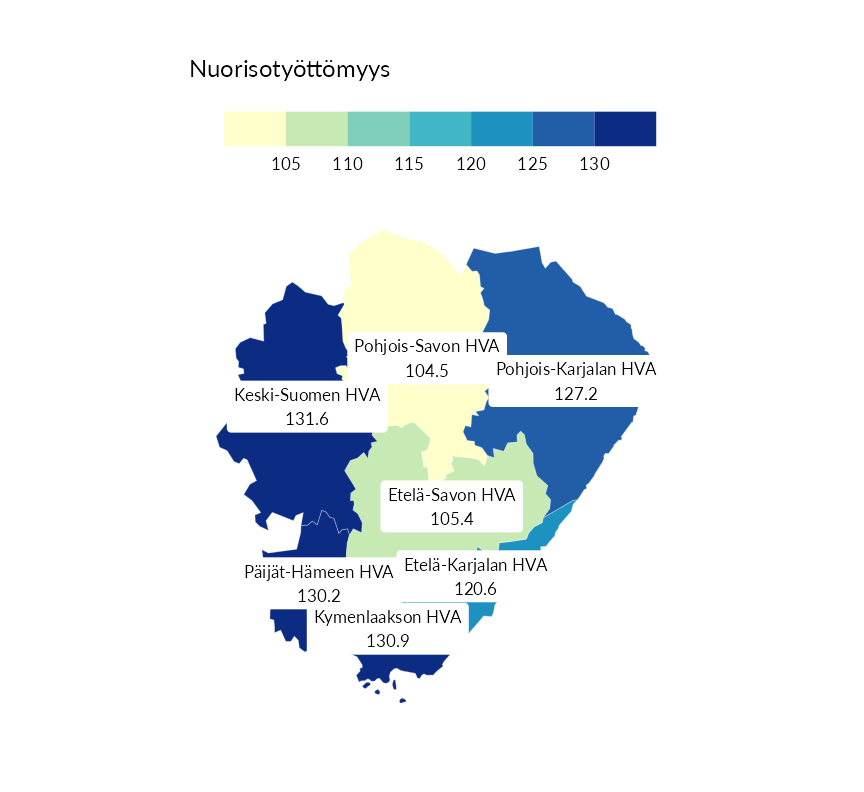 Nuorisotyöttömyys
105 110 115 120 125 130
Pohjois-Savon HVA
104.5
Pohjois-Karjalan HVA
127.2
Keski-Suomen HVA
131.6
Etelä-Savon HVA
105.4
Etelä-Karjalan HVA
120.6
Päijät-Hämeen HVA
130.2
Kymenlaakson HVA
130.9